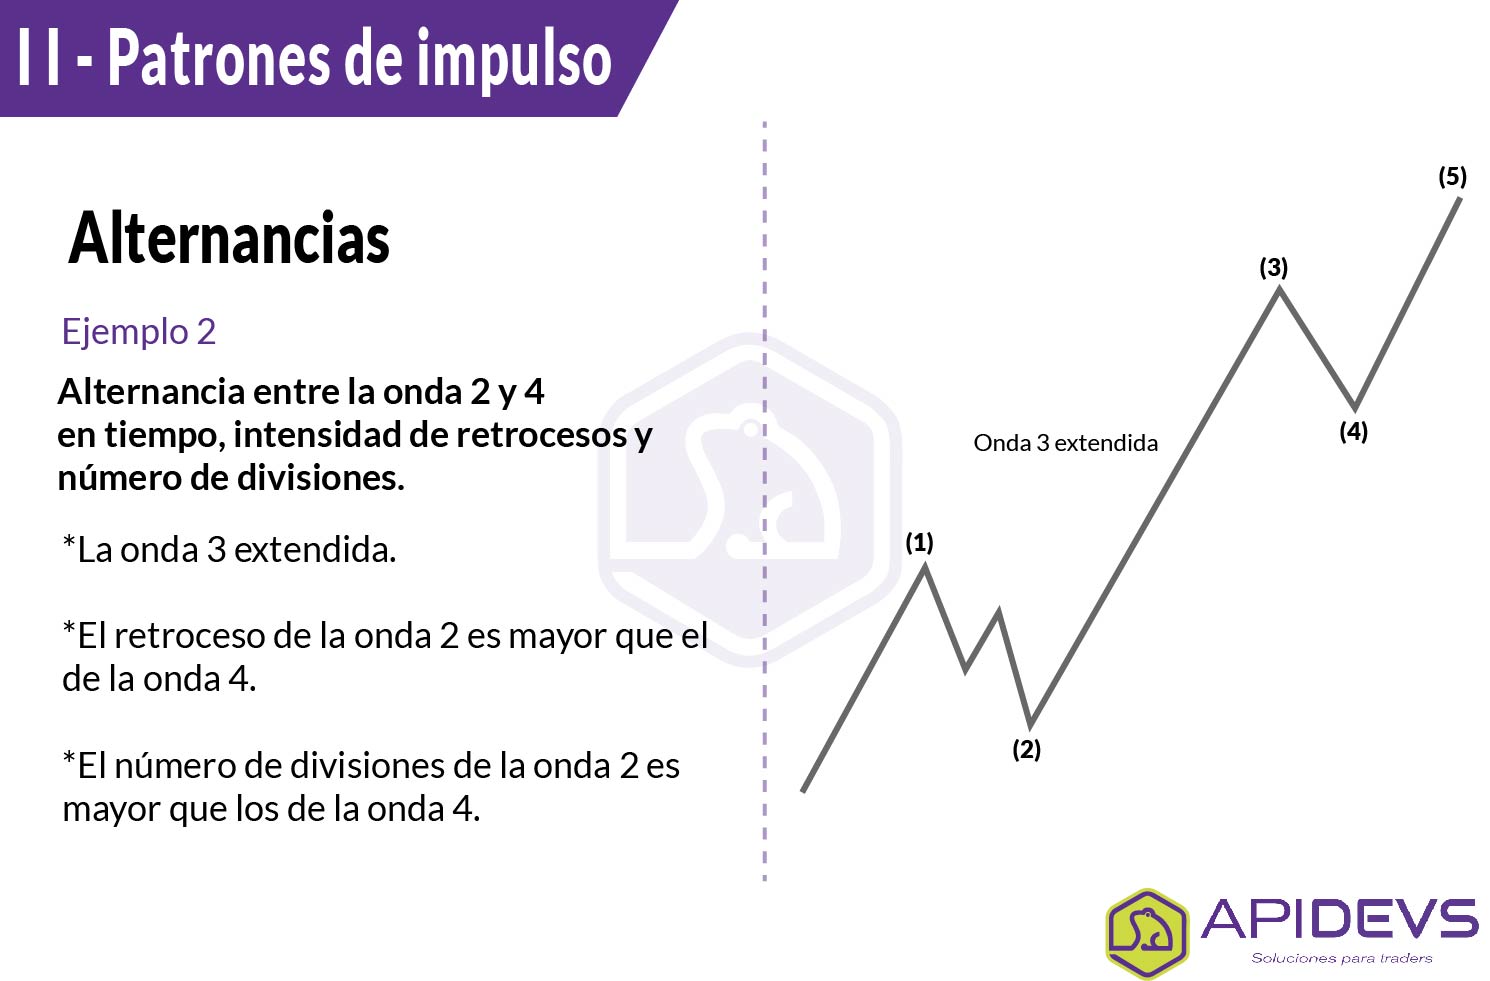 I I - Patrones de impulso
Alternancias
Ejemplo 2
Alternancia entre la onda 2 y 4
en tiempo, intensidad de retrocesos y
número de divisiones.
*La onda 3 extendida.
*El retroceso de la onda 2 es mayor que el
de la onda 4.
*El número de divisiones de la onda 2 es
mayor que los de la onda 4.
(5)
(3)
(4)
Onda 3 extendida
(1)
(2)
APIDEVS
Soluciones para traders